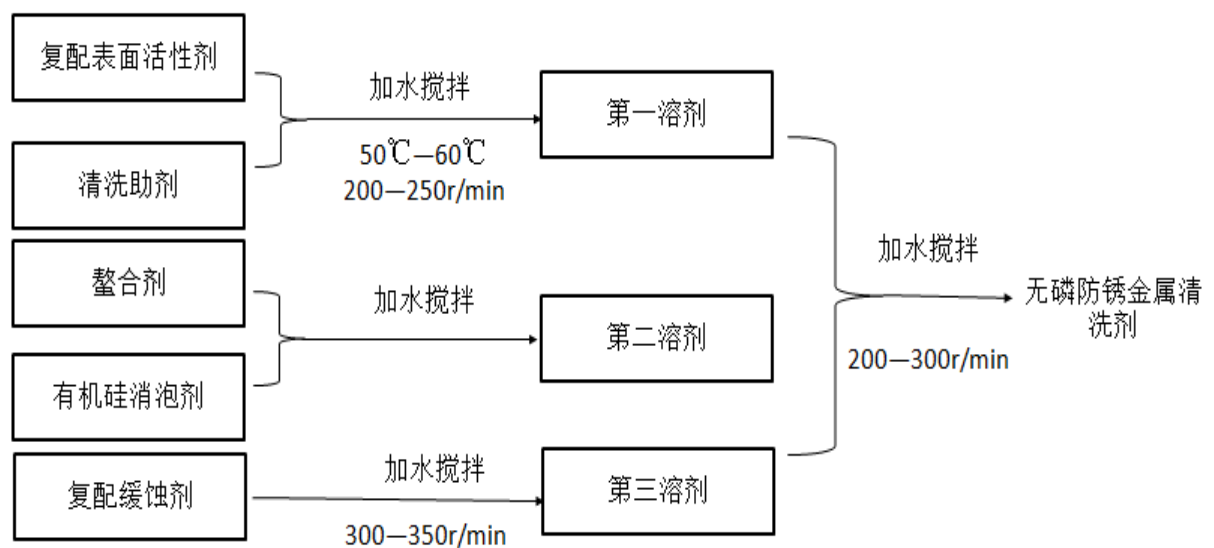 复配表面活性剂
加水搅拌
第一溶剂
50℃—60℃
200—250r/min
清洗助剂
螯合剂
加水搅拌
第二溶剂
有机硅消泡剂
复配缓蚀剂
加水搅拌
第三溶剂
300—350r/min
加水搅拌
200—300r/min
无磷防锈金属清
洗剂